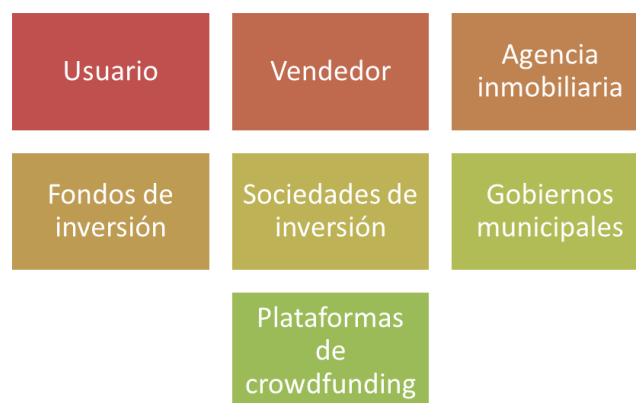 Usuario
Vendedor
Agencia
inmobiliaria
Fondos de
inversión
Sociedades de
inversión
Gobiernos
municipales
Plataformas
de
crowdfunding